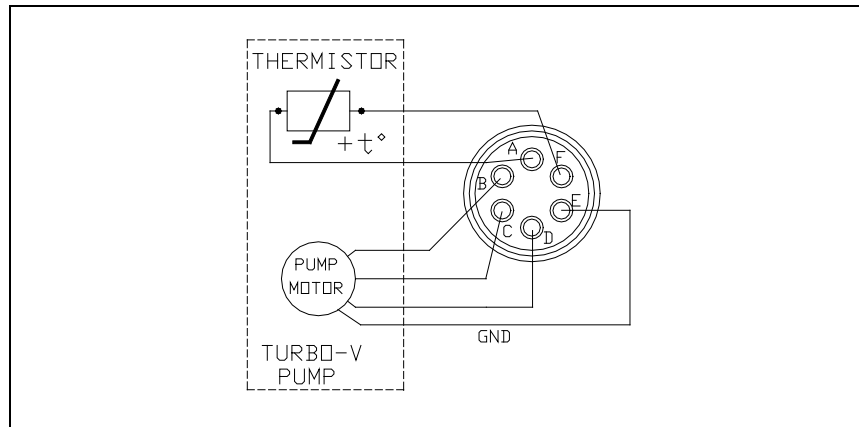 THERMISTOR
+t°
A
F
B
E
C
D
PUMP
MOTOR
GND
TURBO-V
PUMP